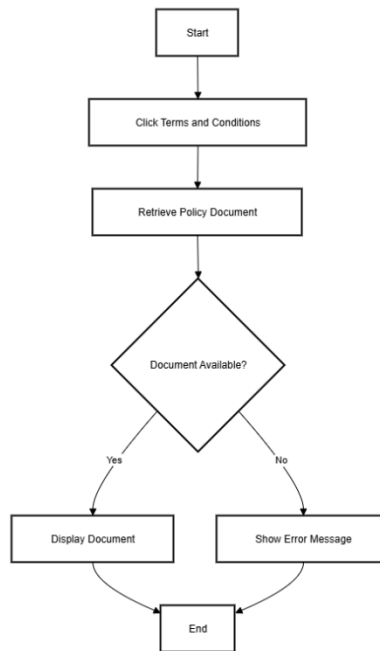 Start
Click Terms and Conditions
Retrieve Policy Document
Document Available?
Yes
No
Display Document
Show Error Message
End